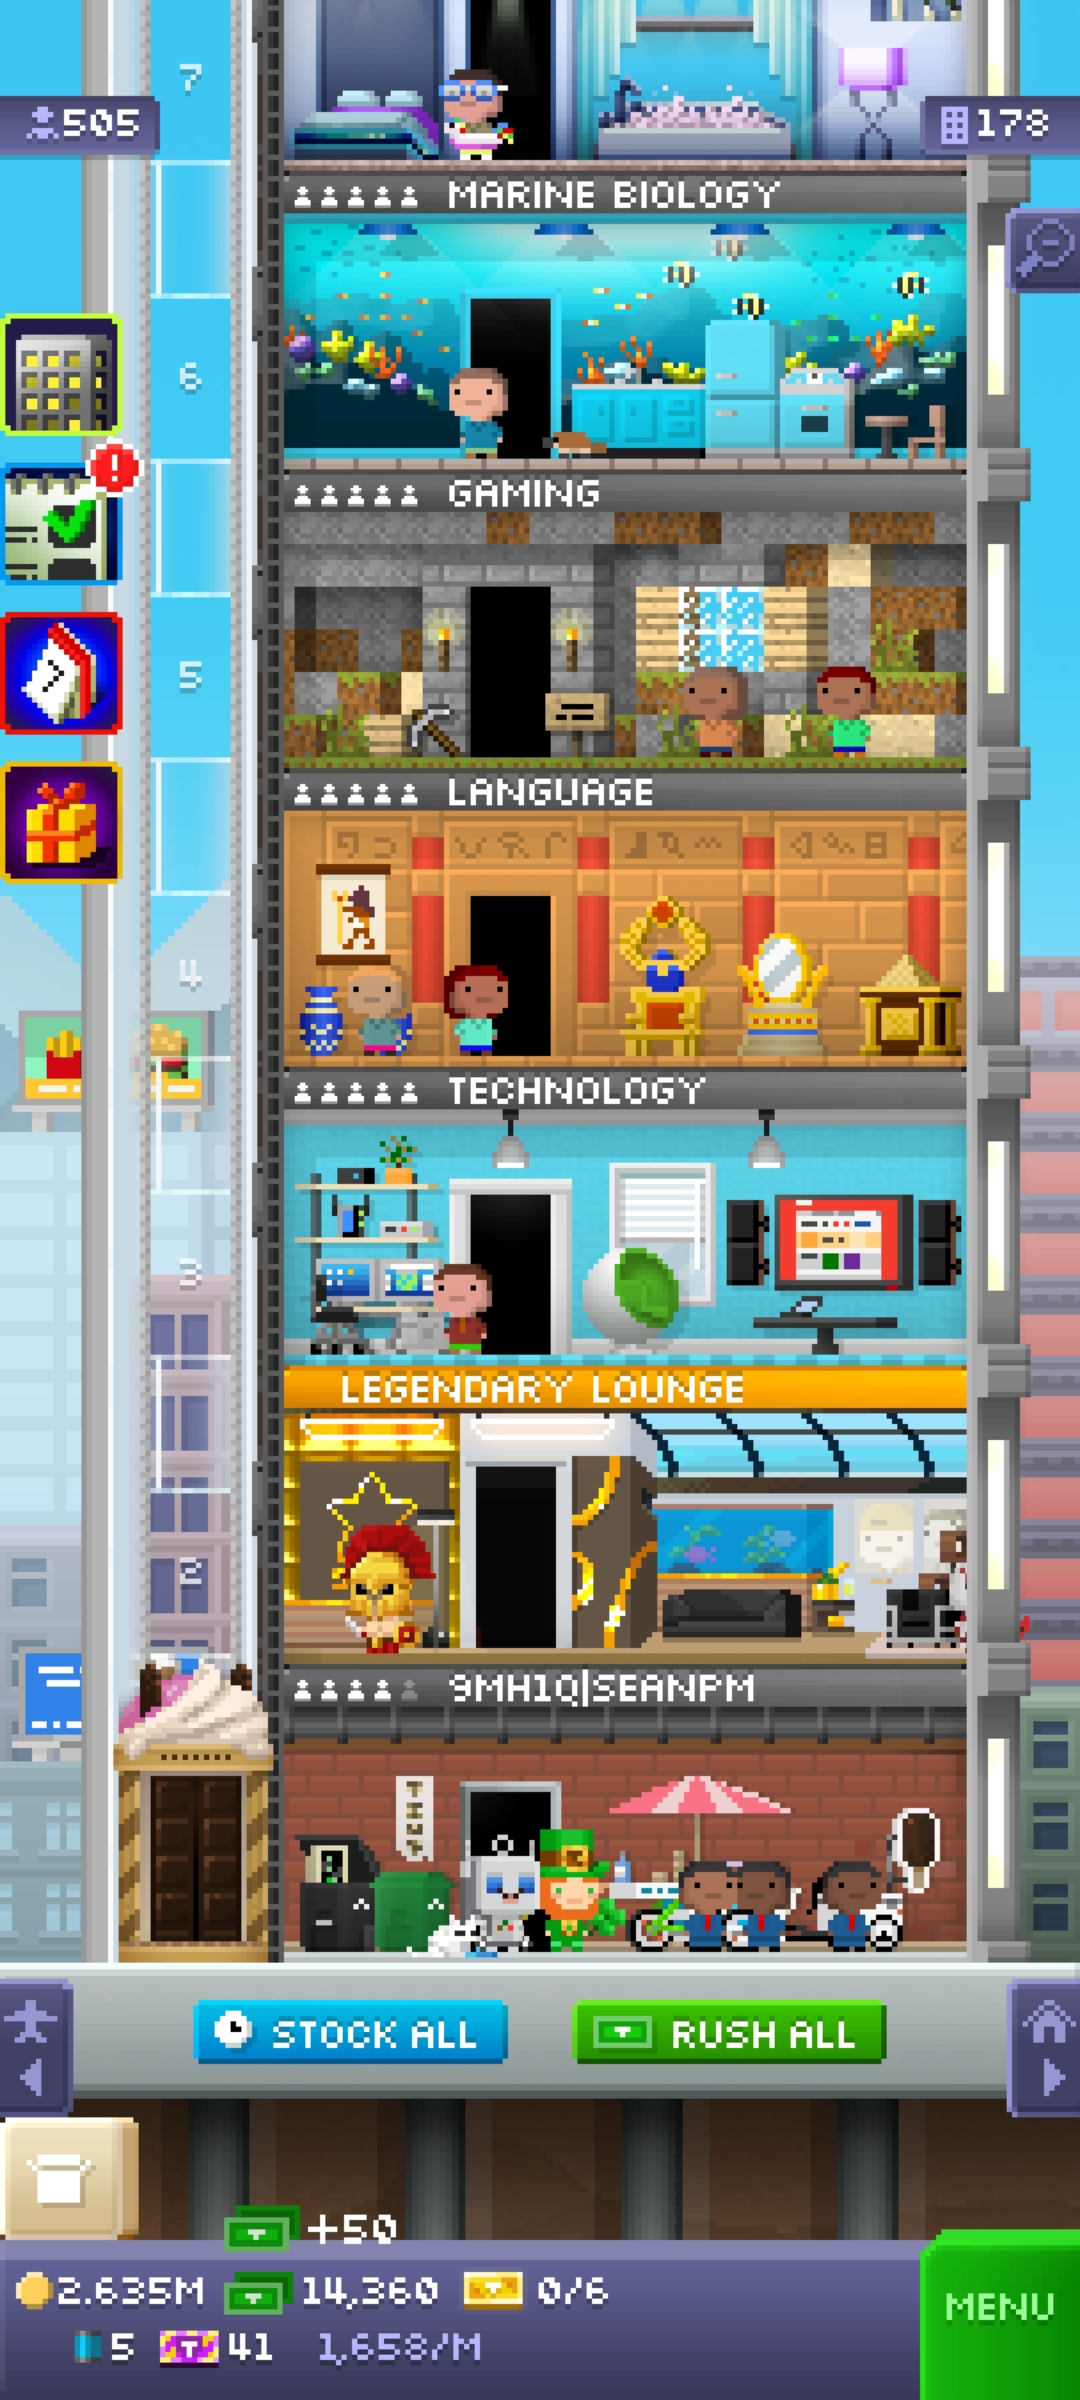 7
505
178
MARINE BIOLOGY
6
GAMING
5
LANGUAGE
4
TECHNOLOGY
3
LEGENDARY LOUNGE
2
9MH1Q|SEANPM
STOCK ALL
RUSH ALL
+50
2.635M 14,360 0/6
MENU
5 41 1,658/M